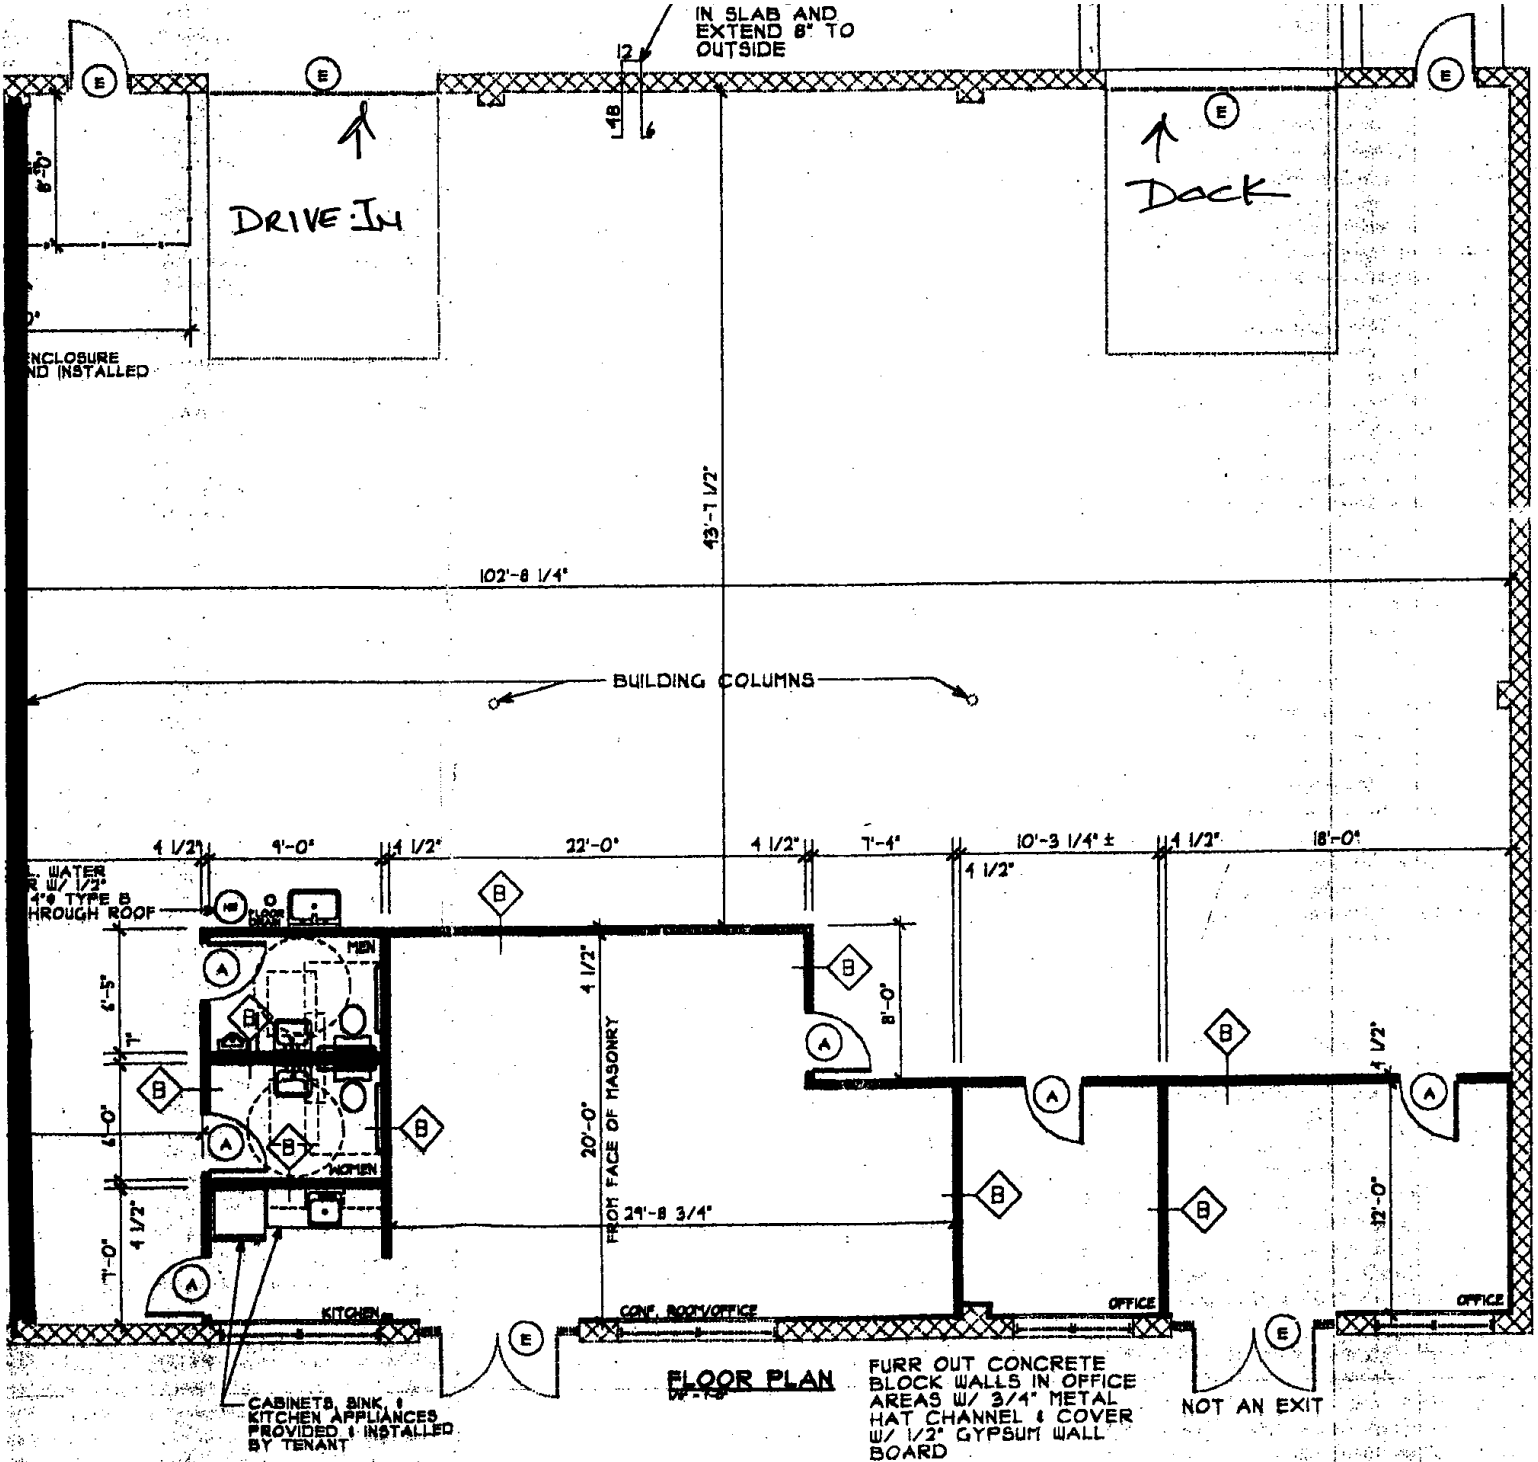 IN SLAB AND
EXTEND 8" TO
OUTSIDE
12
E
E
E
E
48
6
8'-0"
DRIVE-IN
DOCK
0"
ENCLOSURE
ND INSTALLED
43'-7 1/2"
102'-8 1/4"
BUILDING COLUMNS
4 1/2"
9'-0"
4 1/2"
22'-0"
4 1/2"
7'-4"
4 1/2"
10'-3 1/4" ±
4 1/2"
18'-0"
L. WATER
R W/ 1/2"
4"ø TYPE B
HROUGH ROOF
FLOOR
DRAIN
MEN
B
B
B
B
A
A
A
A
6'-5"
7"
4 1/2"
8'-0"
4 1/2"
B
B
B
A
WOMEN
6'-0"
20'-0"
FROM FACE OF MASONRY
29'-8 3/4"
B
B
12'-0"
4 1/2"
7'-0"
A
A
KITCHEN
CONF. ROOM/OFFICE
OFFICE
OFFICE
E
E
FLOOR PLAN
CABINETS, SINK, &
KITCHEN APPLIANCES
PROVIDED & INSTALLED
BY TENANT
FURR OUT CONCRETE
BLOCK WALLS IN OFFICE
AREAS W/ 3/4" METAL
HAT CHANNEL & COVER
W/ 1/2" GYPSUM WALL
BOARD
NOT AN EXIT